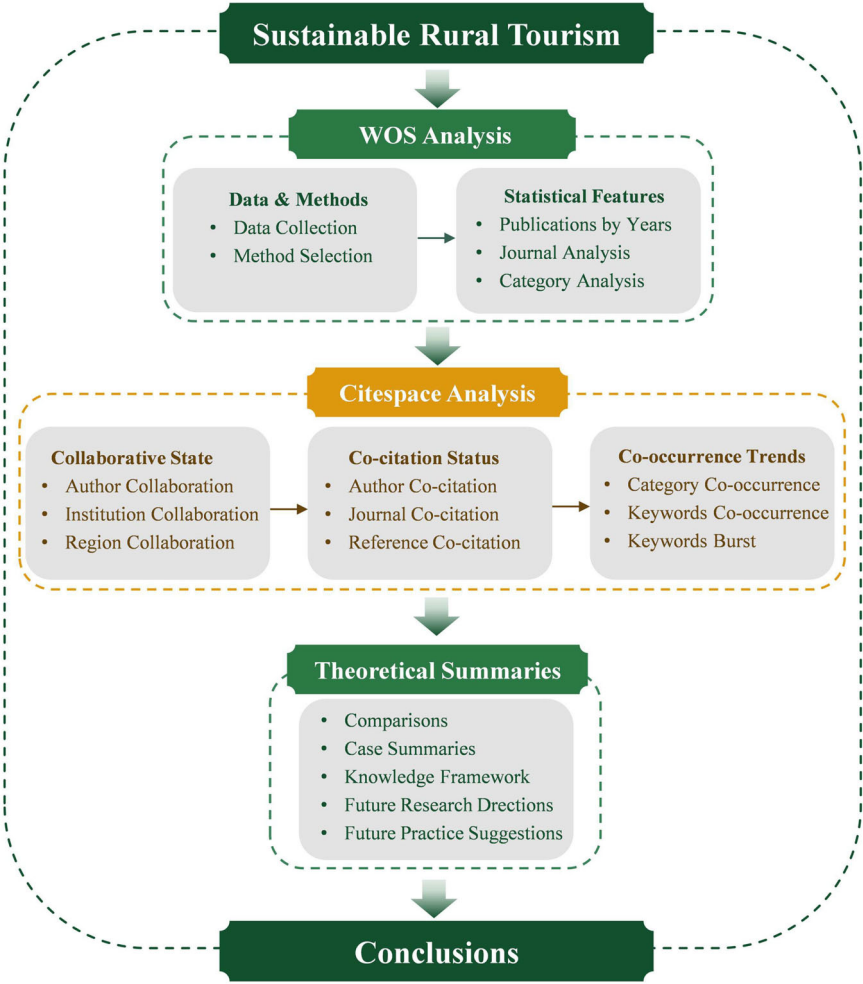 Sustainable Rural Tourism
WOS Analysis
Data & Methods
• Data Collection
• Method Selection
Statistical Features
• Publications by Years
• Journal Analysis
• Category Analysis
Citespace Analysis
Collaborative State
• Author Collaboration
• Institution Collaboration
• Region Collaboration
Co-citation Status
• Author Co-citation
• Journal Co-citation
• Reference Co-citation
Co-occurrence Trends
• Category Co-occurrence
• Keywords Co-occurrence
• Keywords Burst
Theoretical Summaries
• Comparisons
• Case Summaries
• Knowledge Framework
• Future Research Drections
• Future Practice Suggestions
Conclusions